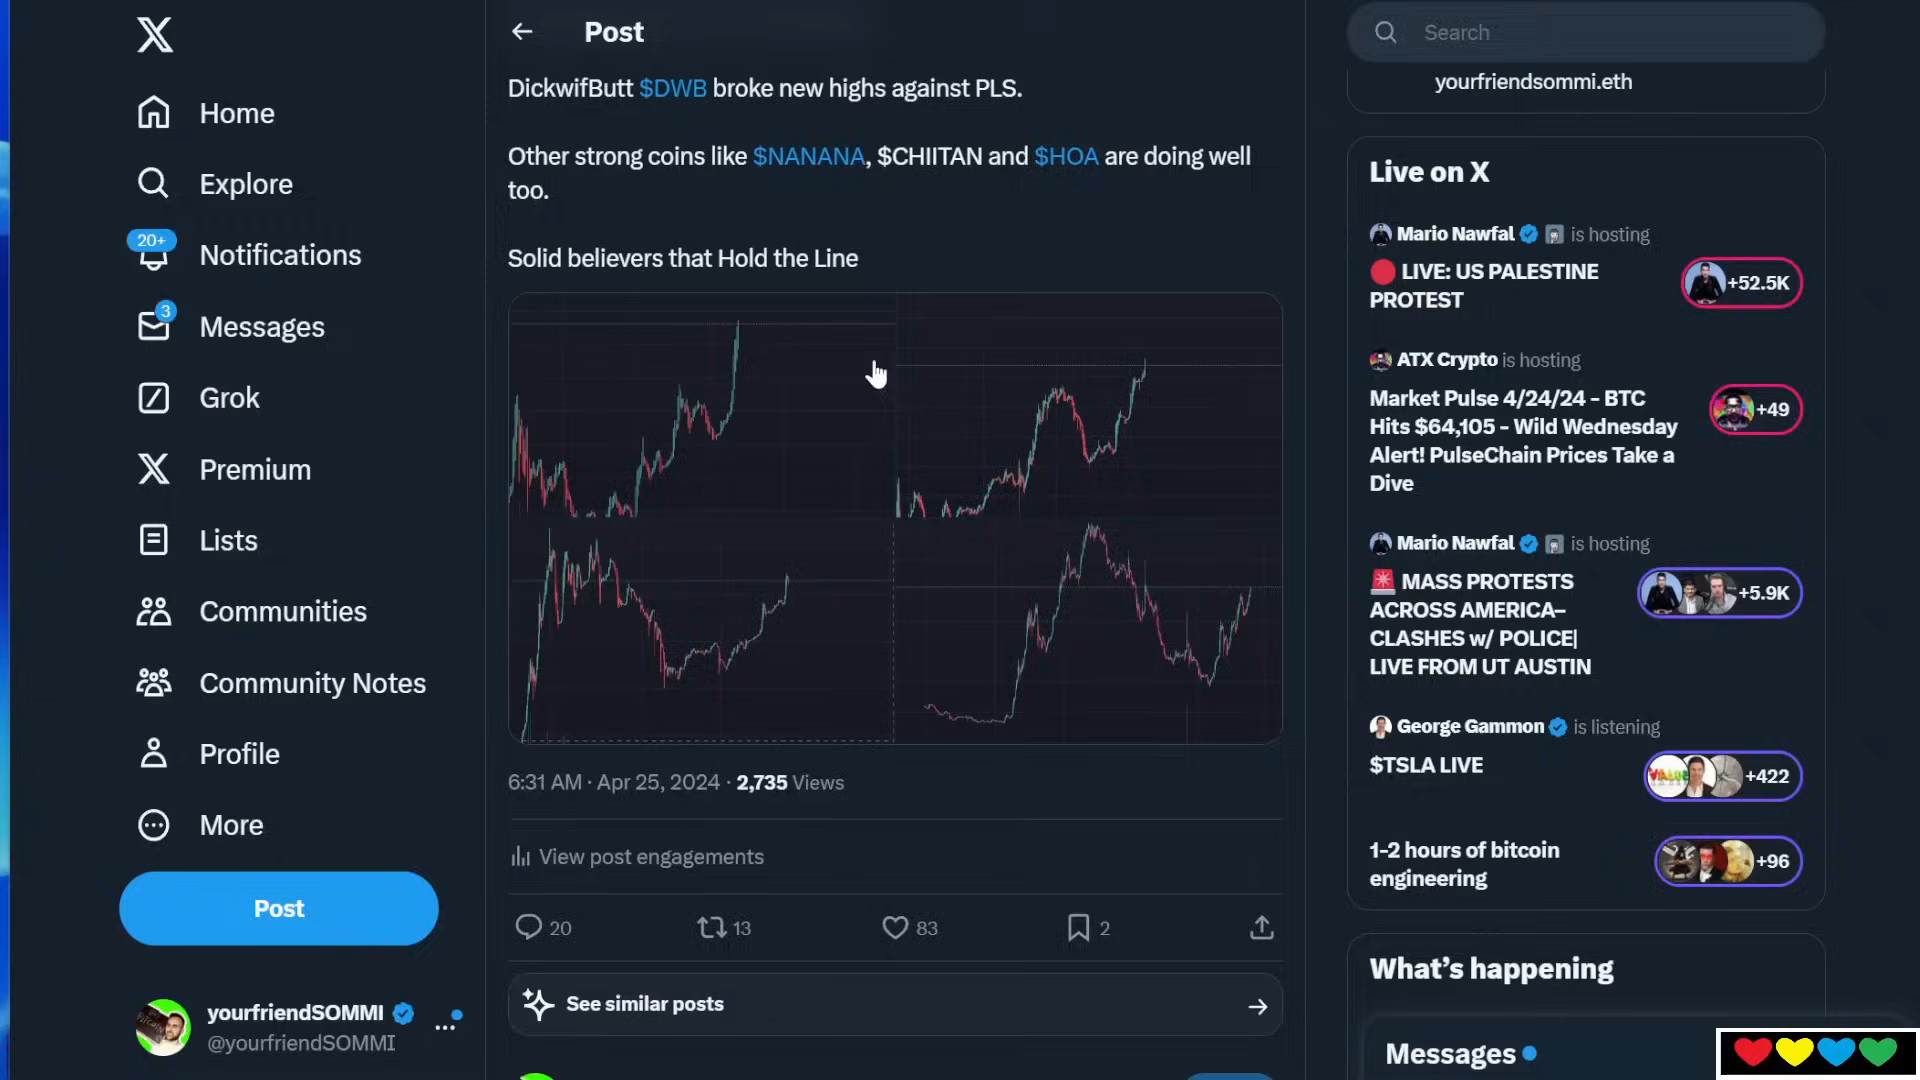 Home
Explore
20+
Notifications
3
Messages
Grok
Premium
Lists
Communities
Community Notes
Profile
More
Post
yourfriendSOMMI
@yourfriendSOMMI
Post
DickwifButt $DWB broke new highs against PLS.
Other strong coins like $NANANA, $CHIITAN and $HOA are doing well
too.
Solid believers that Hold the Line
6:31 AM · Apr 25, 2024 · 2,735 Views
View post engagements
20
13
83
2
See similar posts
Search
yourfriendsommi.eth
Live on X
Mario Nawfal is hosting
LIVE: US PALESTINE
PROTEST
+52.5K
ATX Crypto is hosting
Market Pulse 4/24/24 - BTC
Hits $64,105 - Wild Wednesday
Alert! PulseChain Prices Take a
Dive
+49
Mario Nawfal is hosting
MASS PROTESTS
ACROSS AMERICA–
CLASHES w/ POLICE|
LIVE FROM UT AUSTIN
+5.9K
George Gammon is listening
$TSLA LIVE
+422
1-2 hours of bitcoin
engineering
+96
What's happening
Messages